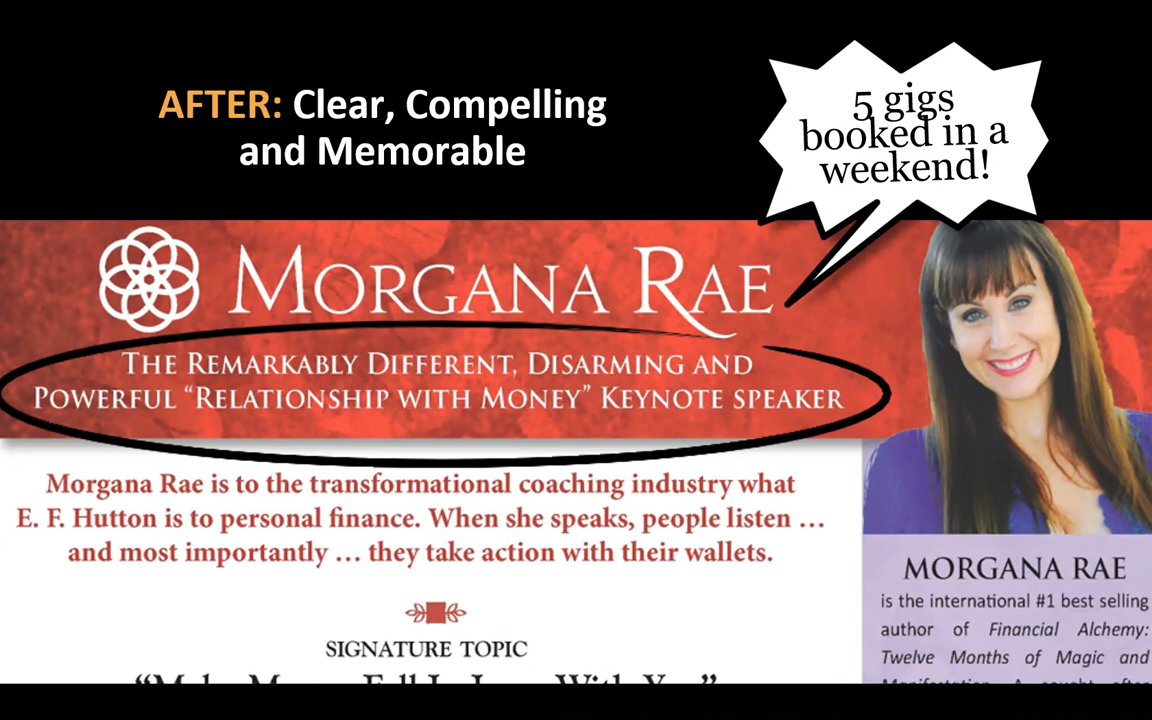 AFTER: Clear, Compelling
and Memorable
5 gigs
booked in a
weekend!
MORGANA RAE
THE REMARKABLY DIFFERENT, DISARMING AND
POWERFUL “RELATIONSHIP WITH MONEY” KEYNOTE SPEAKER
Morgana Rae is to the transformational coaching industry what
E. F. Hutton is to personal finance. When she speaks, people listen …
and most importantly … they take action with their wallets.
SIGNATURE TOPIC
MORGANA RAE
is the international #1 best selling
author of Financial Alchemy:
Twelve Months of Magic and